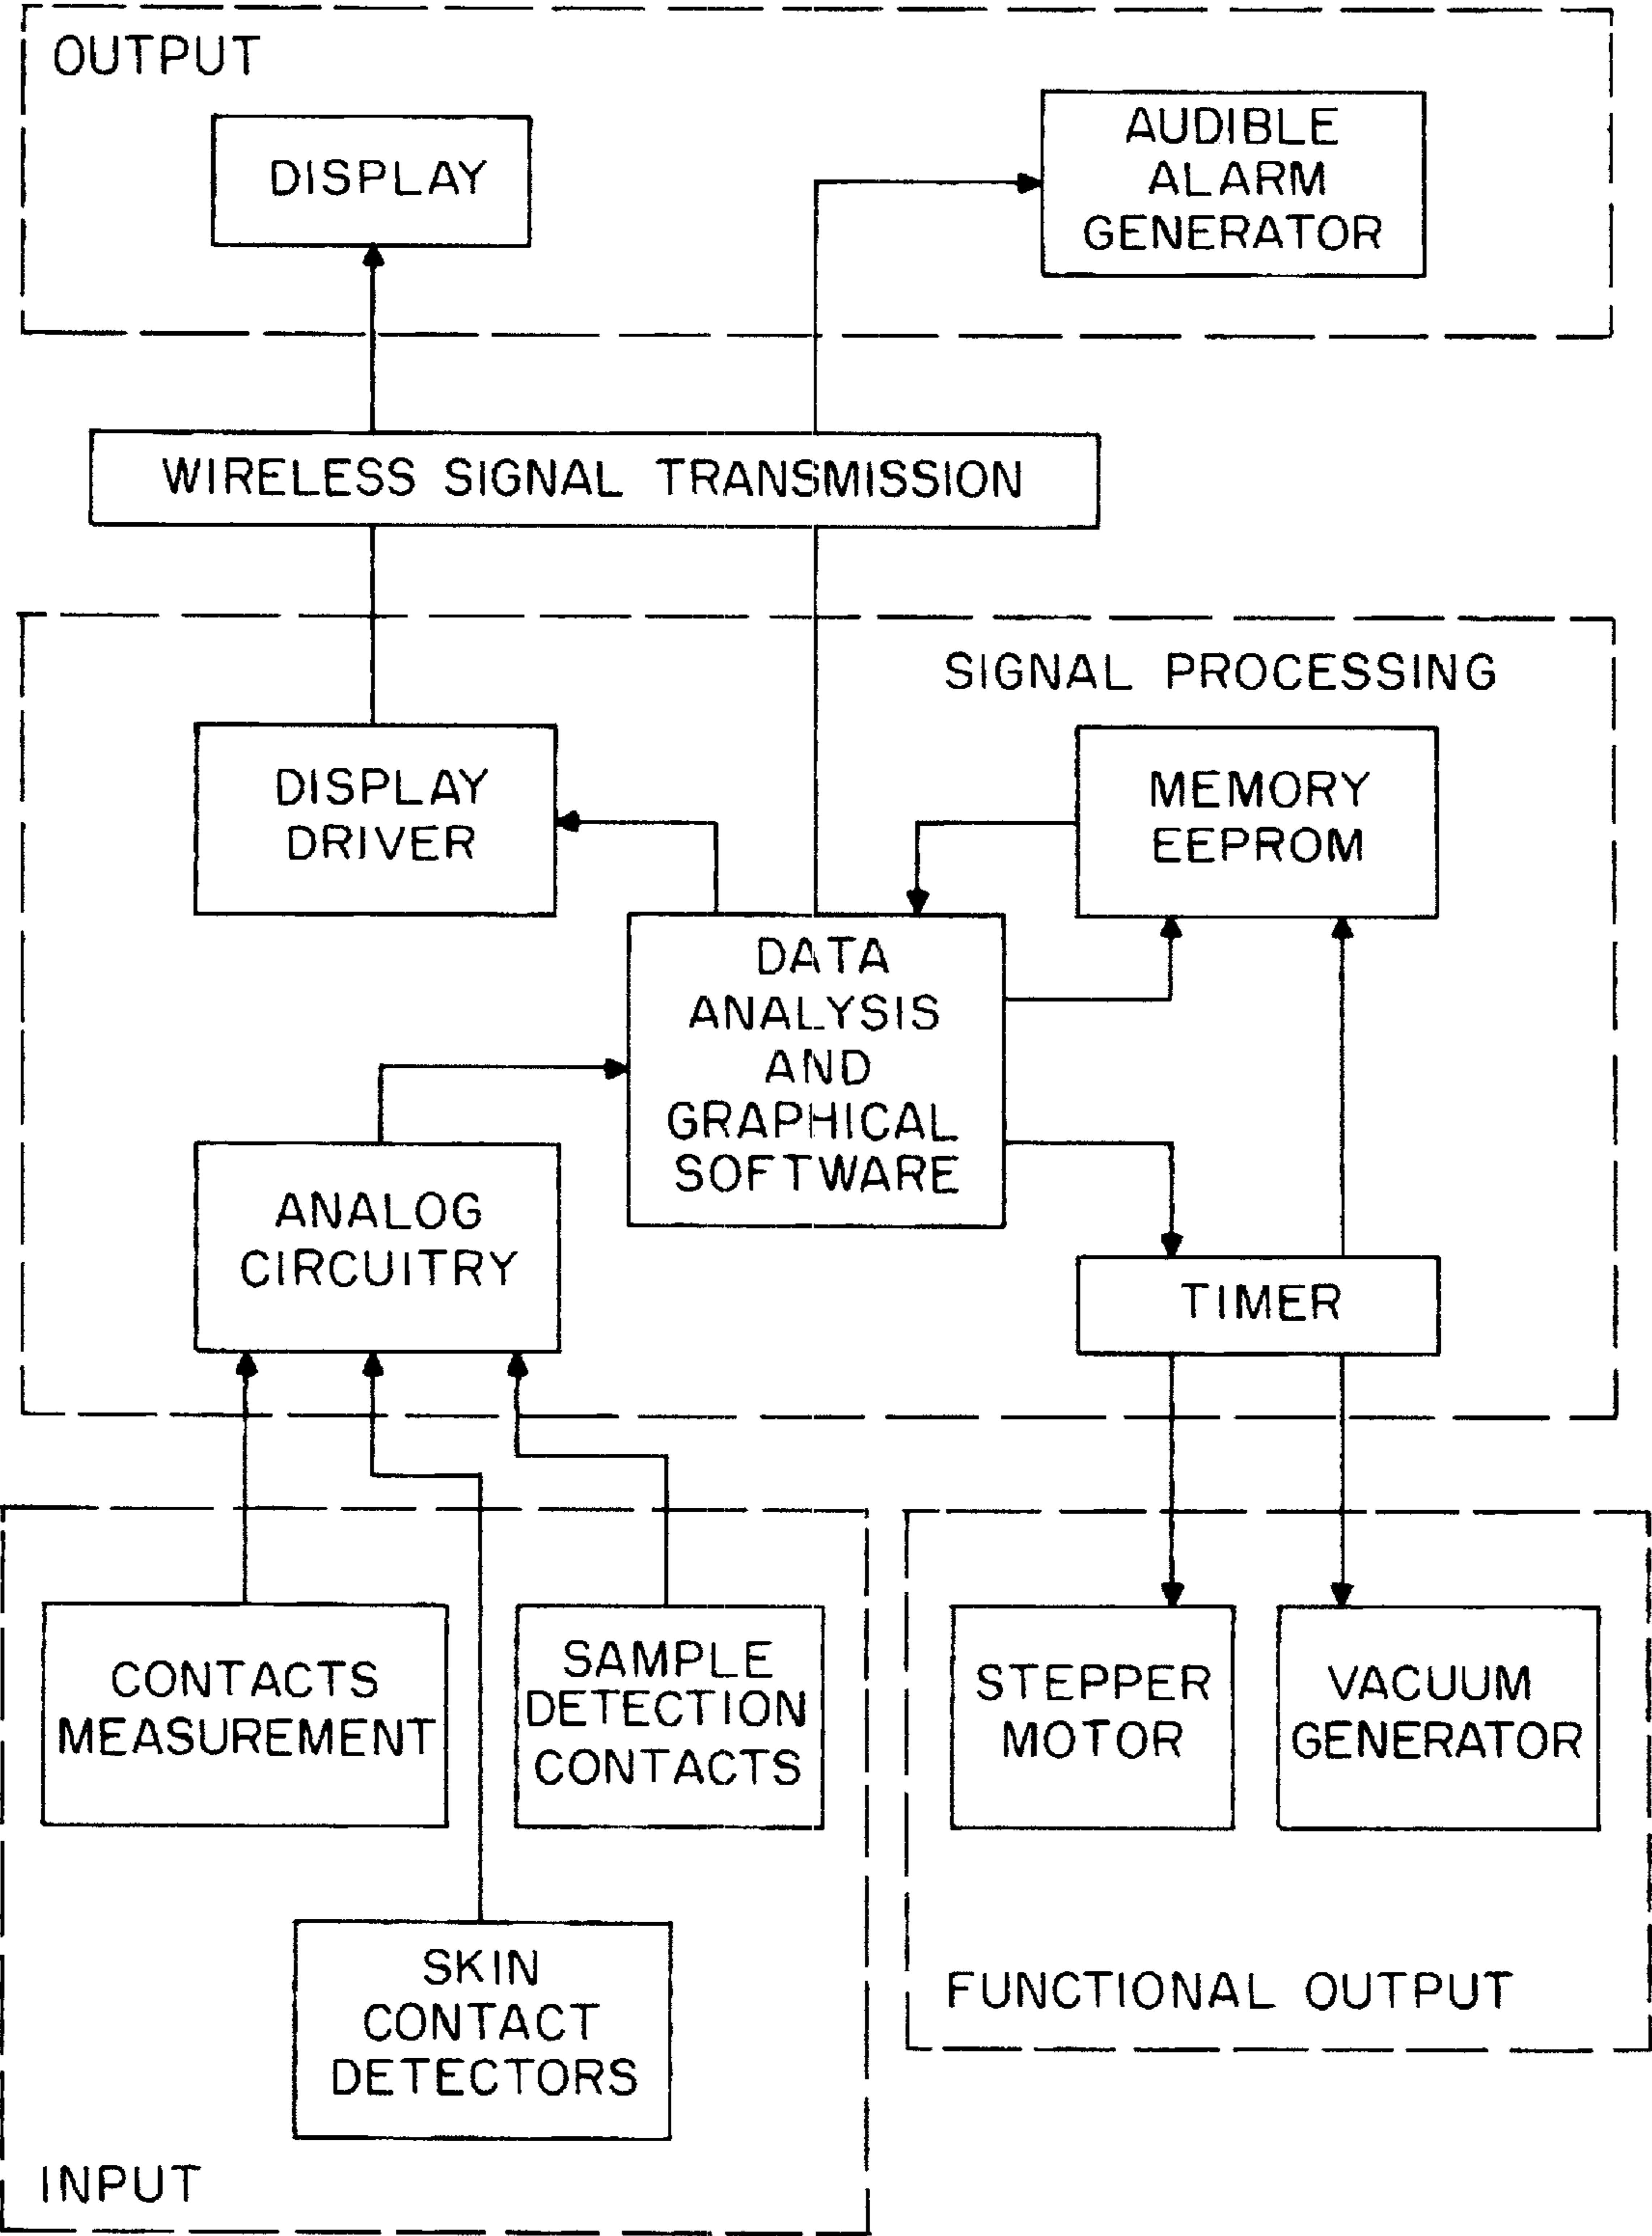 OUTPUT
DISPLAY
AUDIBLE
ALARM
GENERATOR
WIRELESS SIGNAL TRANSMISSION
SIGNAL PROCESSING
DISPLAY
DRIVER
MEMORY
EEPROM
DATA
ANALYSIS
AND
GRAPHICAL
SOFTWARE
ANALOG
CIRCUITRY
TIMER
CONTACTS
MEASUREMENT
SAMPLE
DETECTION
CONTACTS
SKIN
CONTACT
DETECTORS
INPUT
STEPPER
MOTOR
VACUUM
GENERATOR
FUNCTIONAL OUTPUT